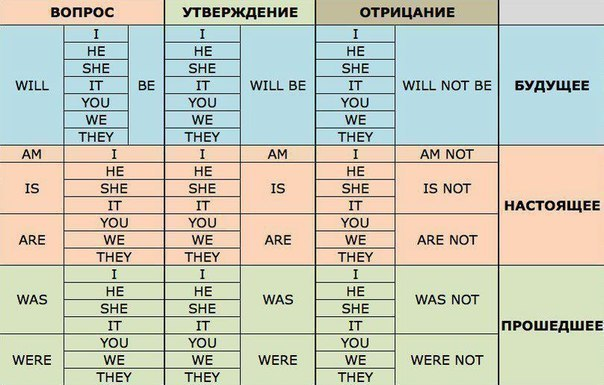 ВОПРОС УТВЕРЖДЕНИЕ ОТРИЦАНИЕ
I I I
HE HE HE
SHE SHE SHE
WILL IT BE IT WILL BE IT WILL NOT BE БУДУЩЕЕ
YOU YOU YOU
WE WE WE
THEY THEY THEY
AM I I AM I AM NOT
HE HE HE
IS SHE SHE IS SHE IS NOT
IT IT IT НАСТОЯЩЕЕ
YOU YOU YOU
ARE WE WE ARE WE ARE NOT
THEY THEY THEY
I I I
HE HE HE
WAS SHE SHE WAS SHE WAS NOT
IT IT IT ПРОШЕДШЕЕ
YOU YOU YOU
WERE WE WE WERE WE WERE NOT
THEY THEY THEY